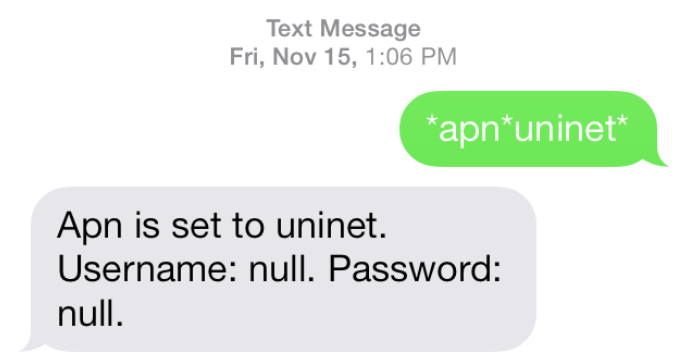 Text Message
Fri, Nov 15, 1:06 PM
*apn*uninet*
Apn is set to uninet.
Username: null. Password:
null.